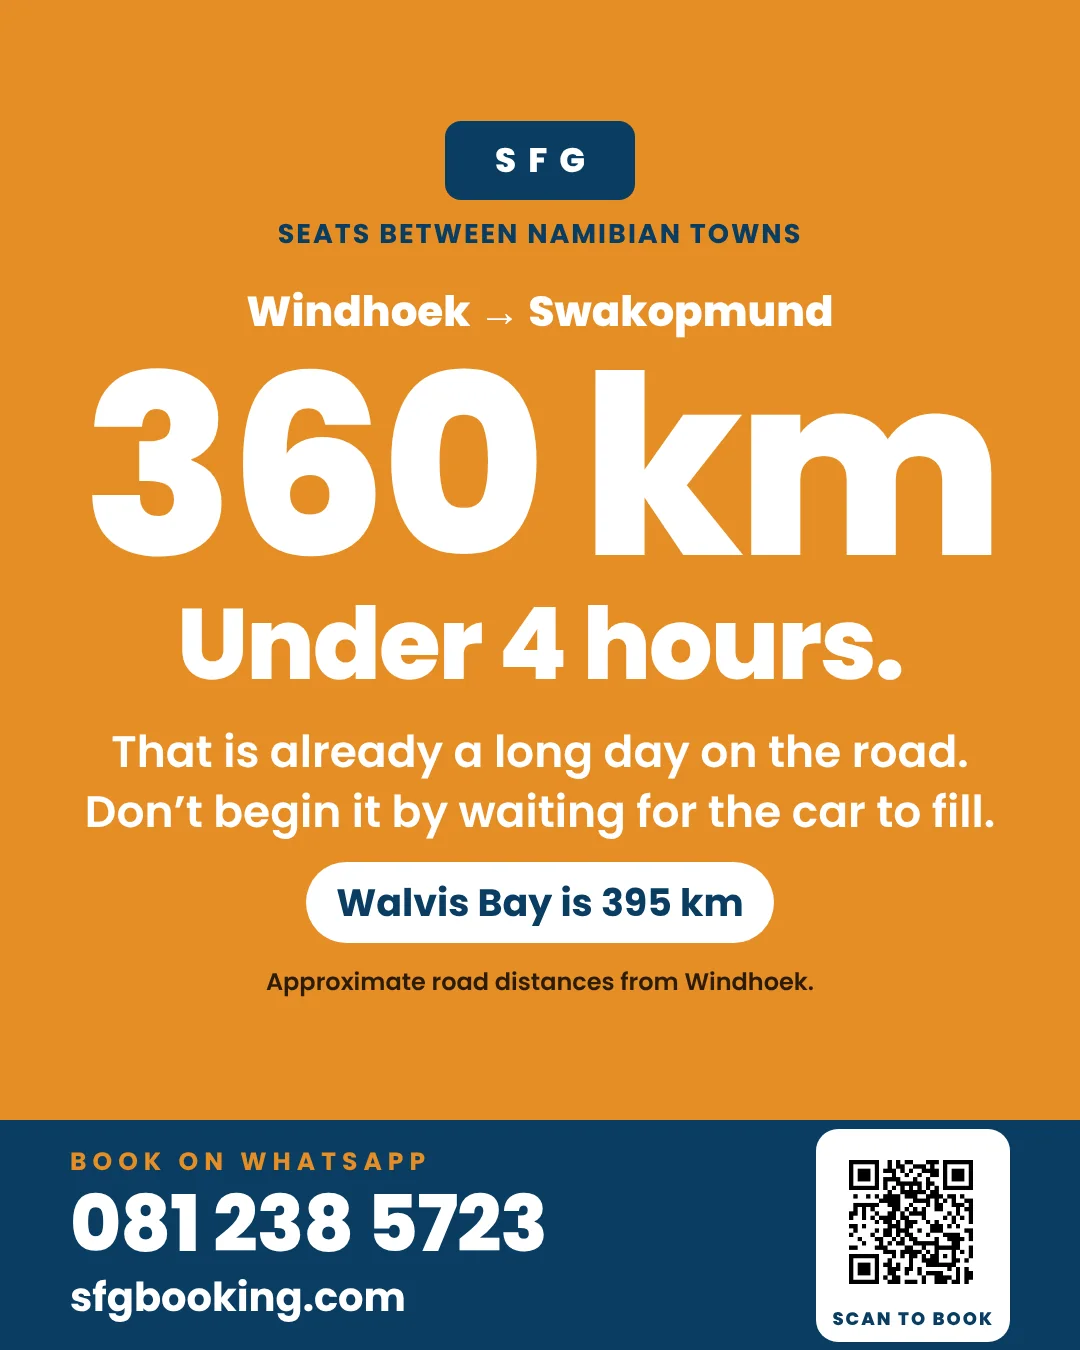 SFG
SEATS BETWEEN NAMIBIAN TOWNS
Windhoek → Swakopmund
360 km
Under 4 hours.
That is already a long day on the road.
Don’t begin it by waiting for the car to fill.
Walvis Bay is 395 km
Approximate road distances from Windhoek.
BOOK ON WHATSAPP
081 238 5723
sfgbooking.com
SCAN TO BOOK